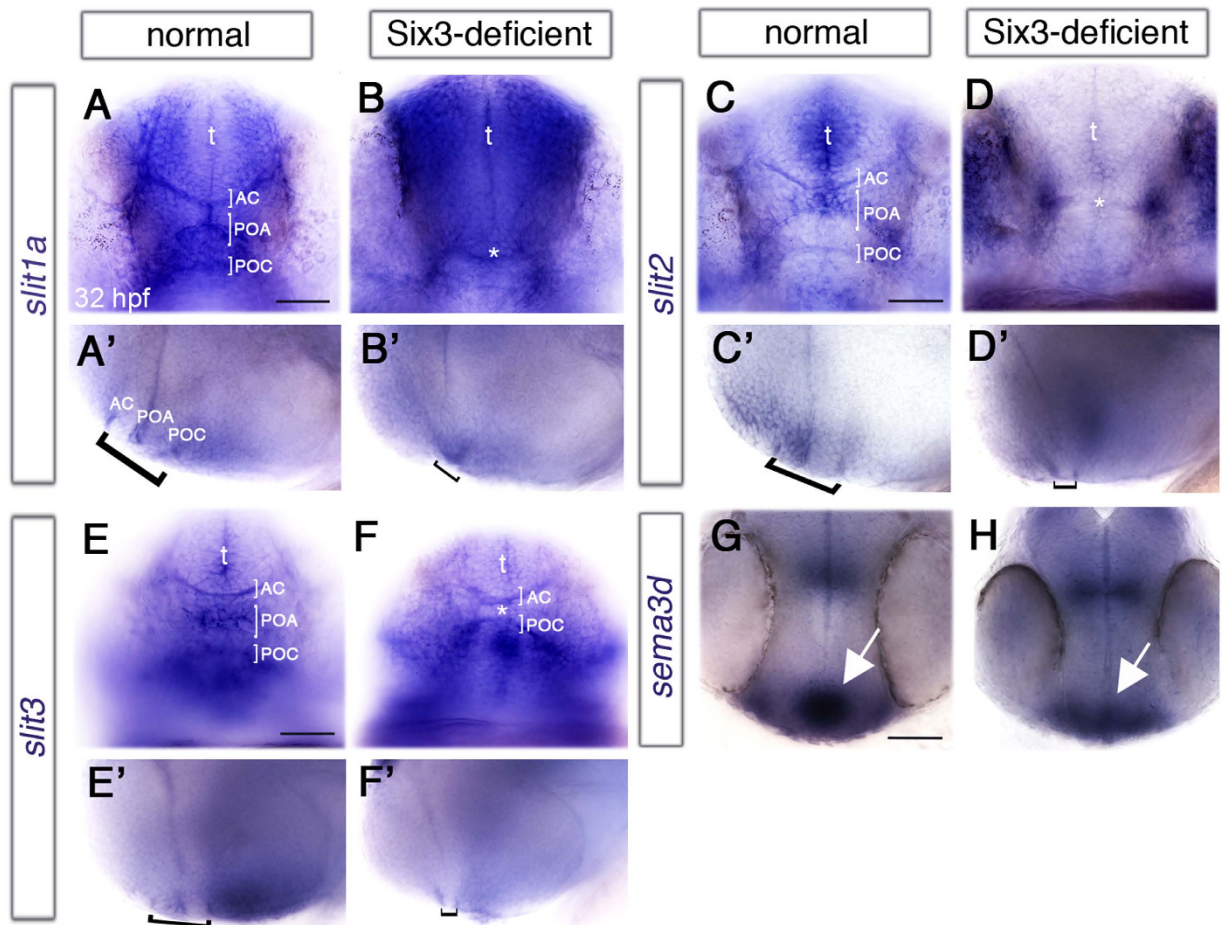 normal
Six3-deficient
normal
Six3-deficient
slit1a
A
t
AC
POA
POC
32 hpf
B
t
*
slit2
C
t
AC
POA
POC
D
t
*
A'
AC
POA
POC
B'
C'
D'
slit3
E
t
AC
POA
POC
F
t
AC
*
POC
sema3d
G
H
E'
F'